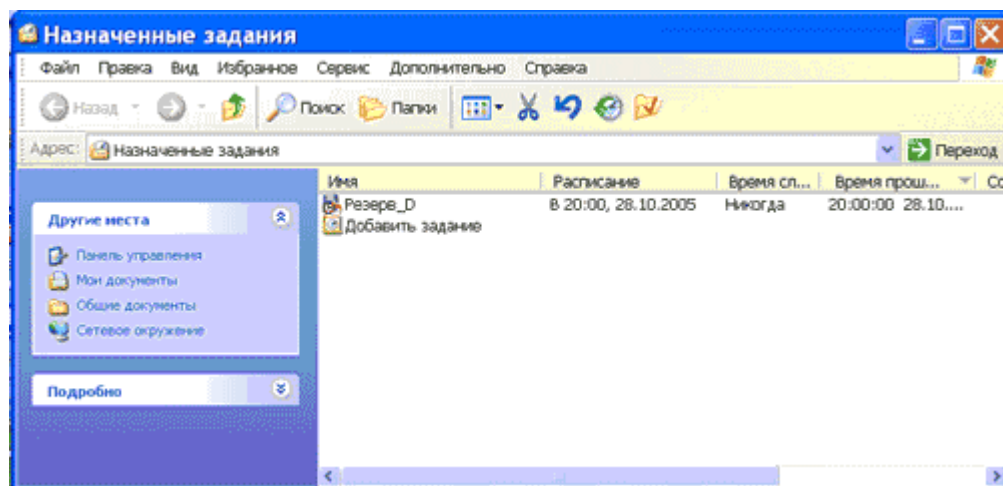 Назначенные задания
Файл Правка Вид Избранное Сервис Дополнительно Справка
Назад Поиск Папки
Адрес: Назначенные задания Переход
Имя Расписание Время сл... Время прош... Со
Резерв_D В 20:00, 28.10.2005 Никогда 20:00:00 28.10....
Добавить задание
Другие места
Панель управления
Мои документы
Общие документы
Сетевое окружение
Подробно